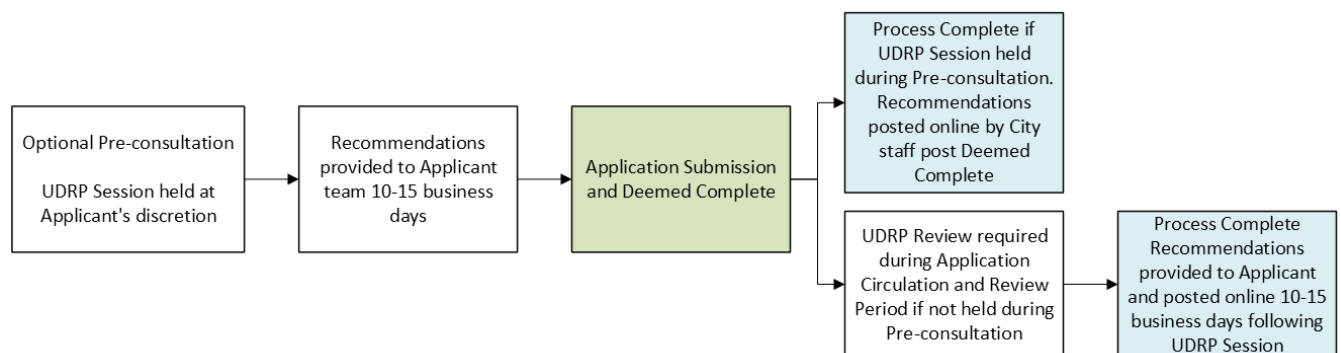 Optional Pre-consultation
UDRP Session held at
Applicant's discretion
Recommendations
provided to Applicant
team 10-15 business
days
Application Submission
and Deemed Complete
Process Complete if
UDRP Session held
during Pre-consultation.
Recommendations
posted online by City
staff post Deemed
Complete
UDRP Review required
during Application
Circulation and Review
Period if not held during
Pre-consultation
Process Complete
Recommendations
provided to Applicant
and posted online 10-15
business days following
UDRP Session